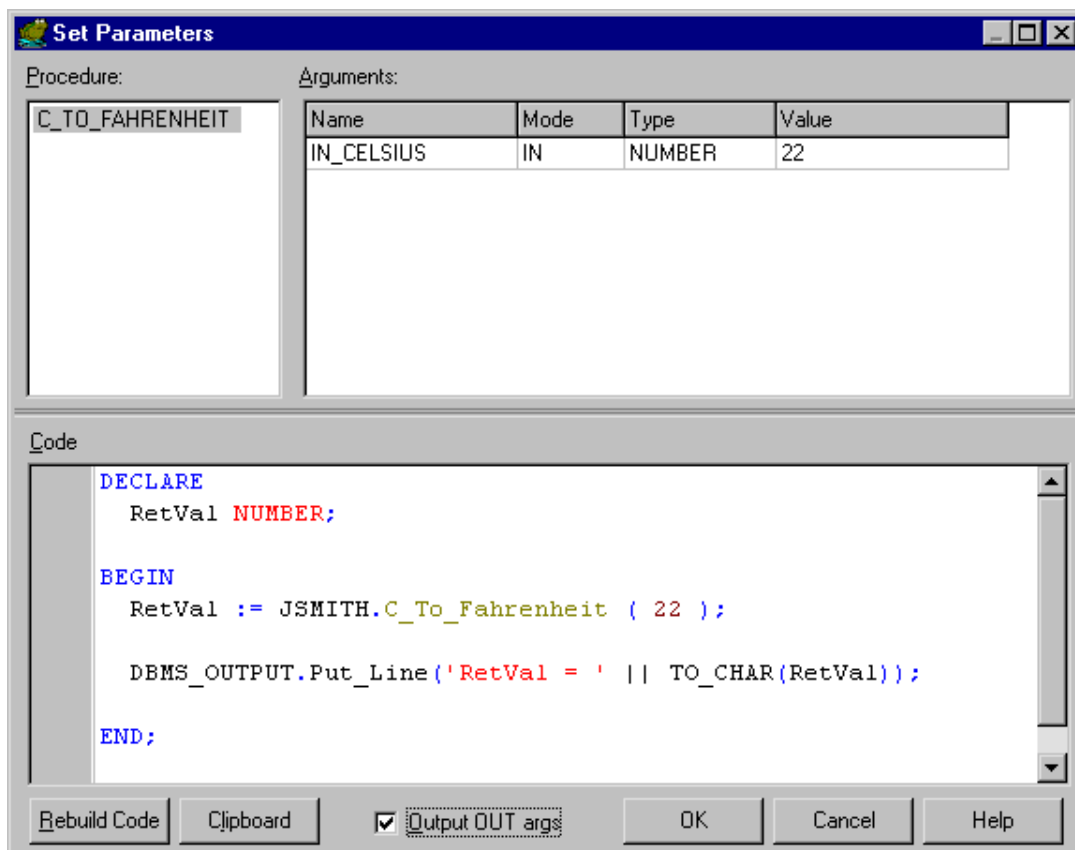 Set Parameters
Procedure:
Arguments:
C_TO_FAHRENHEIT
Name Mode Type Value
IN_CELSIUS IN NUMBER 22
Code
DECLARE
RetVal NUMBER;
BEGIN
RetVal := JSMITH.C_To_Fahrenheit ( 22 );
DBMS_OUTPUT.Put_Line('RetVal = ' || TO_CHAR(RetVal));
END;
Rebuild Code Clipboard Output OUT args OK Cancel Help